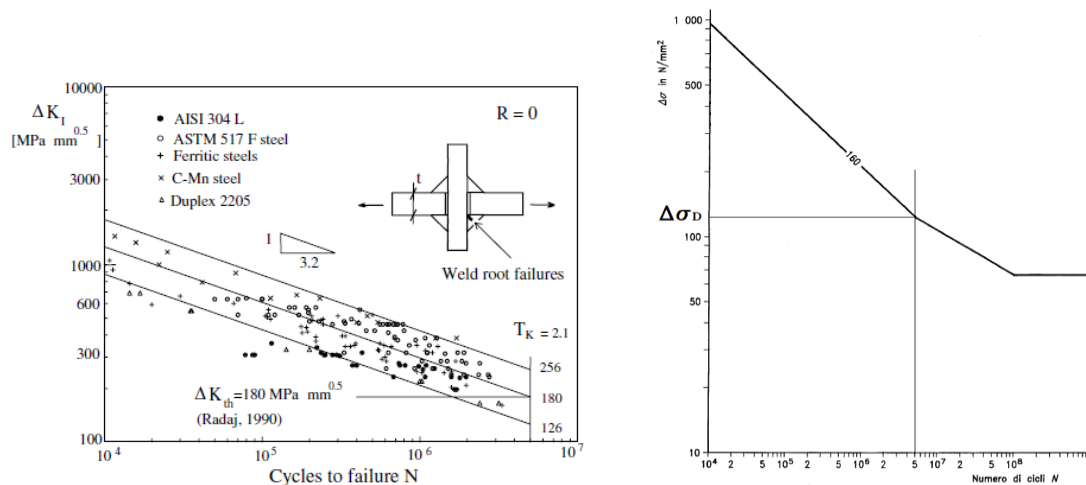 10000
ΔK_I
[MPa mm^0.5]
3000
1000
600
300
100
AISI 304 L
ASTM 517 F steel
Ferritic steels
C-Mn steel
Duplex 2205
R = 0
t
1
3.2
Weld root failures
T_K = 2.1
256
180
126
ΔK_th=180 MPa mm^0.5
(Radaj, 1990)
10^4 10^5 10^6 10^7
Cycles to failure N
Δσ in N/mm²
1 000
500
160
Δσ_D
100
50
10
10^4 2 5 10^5 2 5 10^6 2 5 10^7 2 5 10^8
Numero di cicli N